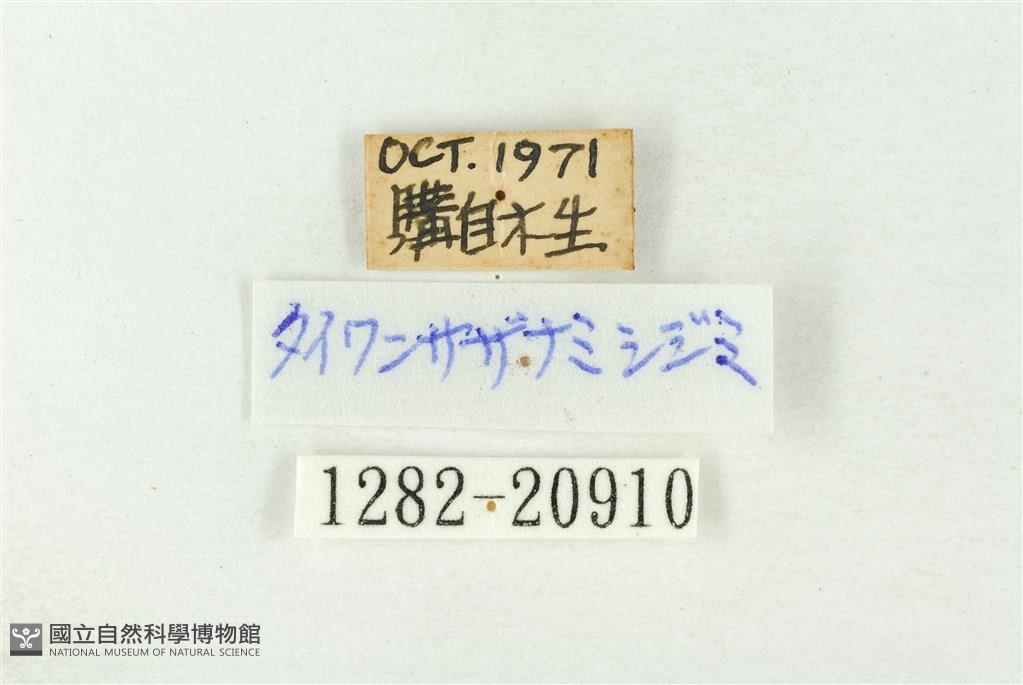 OCT. 1971
購自木生
タイワンサザナミシジミ
1282-20910
國立自然科學博物館
NATIONAL MUSEUM OF NATURAL SCIENCE